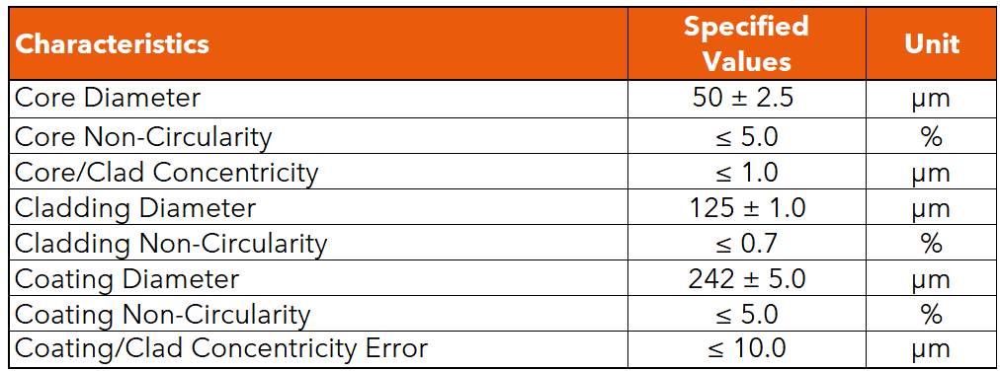 Characteristics Specified Values Unit
Core Diameter 50 ± 2.5 μm
Core Non-Circularity ≤ 5.0 %
Core/Clad Concentricity ≤ 1.0 μm
Cladding Diameter 125 ± 1.0 μm
Cladding Non-Circularity ≤ 0.7 %
Coating Diameter 242 ± 5.0 μm
Coating Non-Circularity ≤ 5.0 %
Coating/Clad Concentricity Error ≤ 10.0 μm